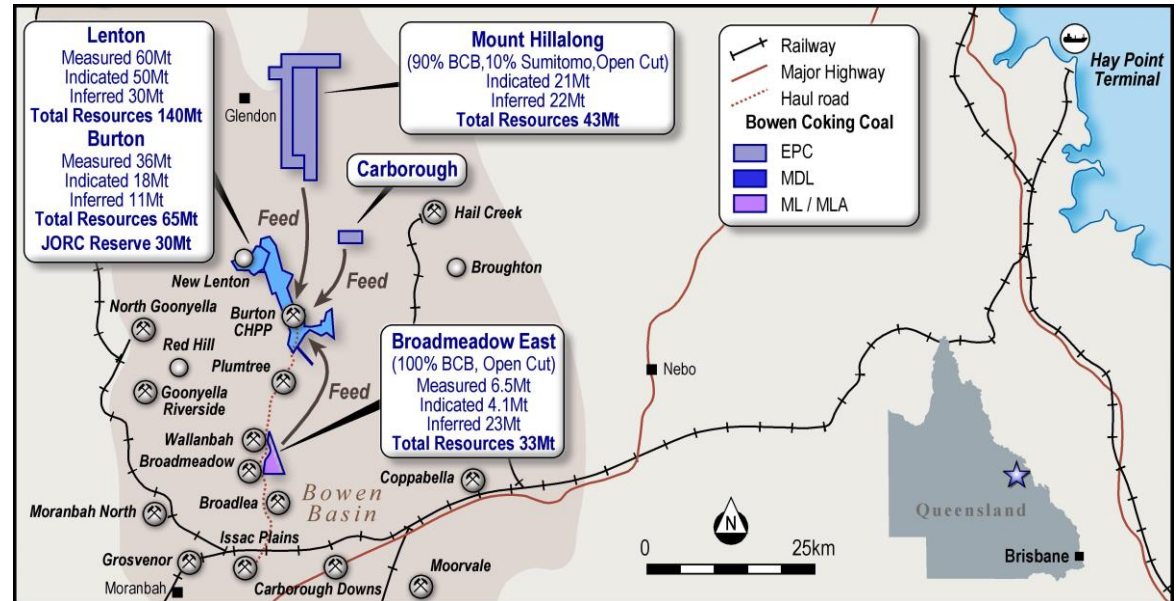 Lenton
Measured 60Mt
Indicated 50Mt
Inferred 30Mt
Total Resources 140Mt
Burton
Measured 36Mt
Indicated 18Mt
Inferred 11Mt
Total Resources 65Mt
JORC Reserve 30Mt
Glendon
Mount Hillalong
(90% BCB,10% Sumitomo,Open Cut)
Indicated 21Mt
Inferred 22Mt
Total Resources 43Mt
Railway
Major Highway
Haul road
Bowen Coking Coal
EPC
MDL
ML / MLA
Hay Point
Terminal
Carborough
Feed
Hail Creek
Feed
Broughton
New Lenton
North Goonyella
Burton
CHPP
Red Hill
Plumtree
Feed
Goonyella
Riverside
Broadmeadow East
(100% BCB, Open Cut)
Measured 6.5Mt
Indicated 4.1Mt
Inferred 23Mt
Total Resources 33Mt
Nebo
Wallanbah
Broadmeadow
Broadlea
Bowen
Basin
Coppabella
Moranbah North
Issac Plains
Grosvenor
Moranbah
Carborough Downs
Moorvale
N
0
25km
Queensland
Brisbane